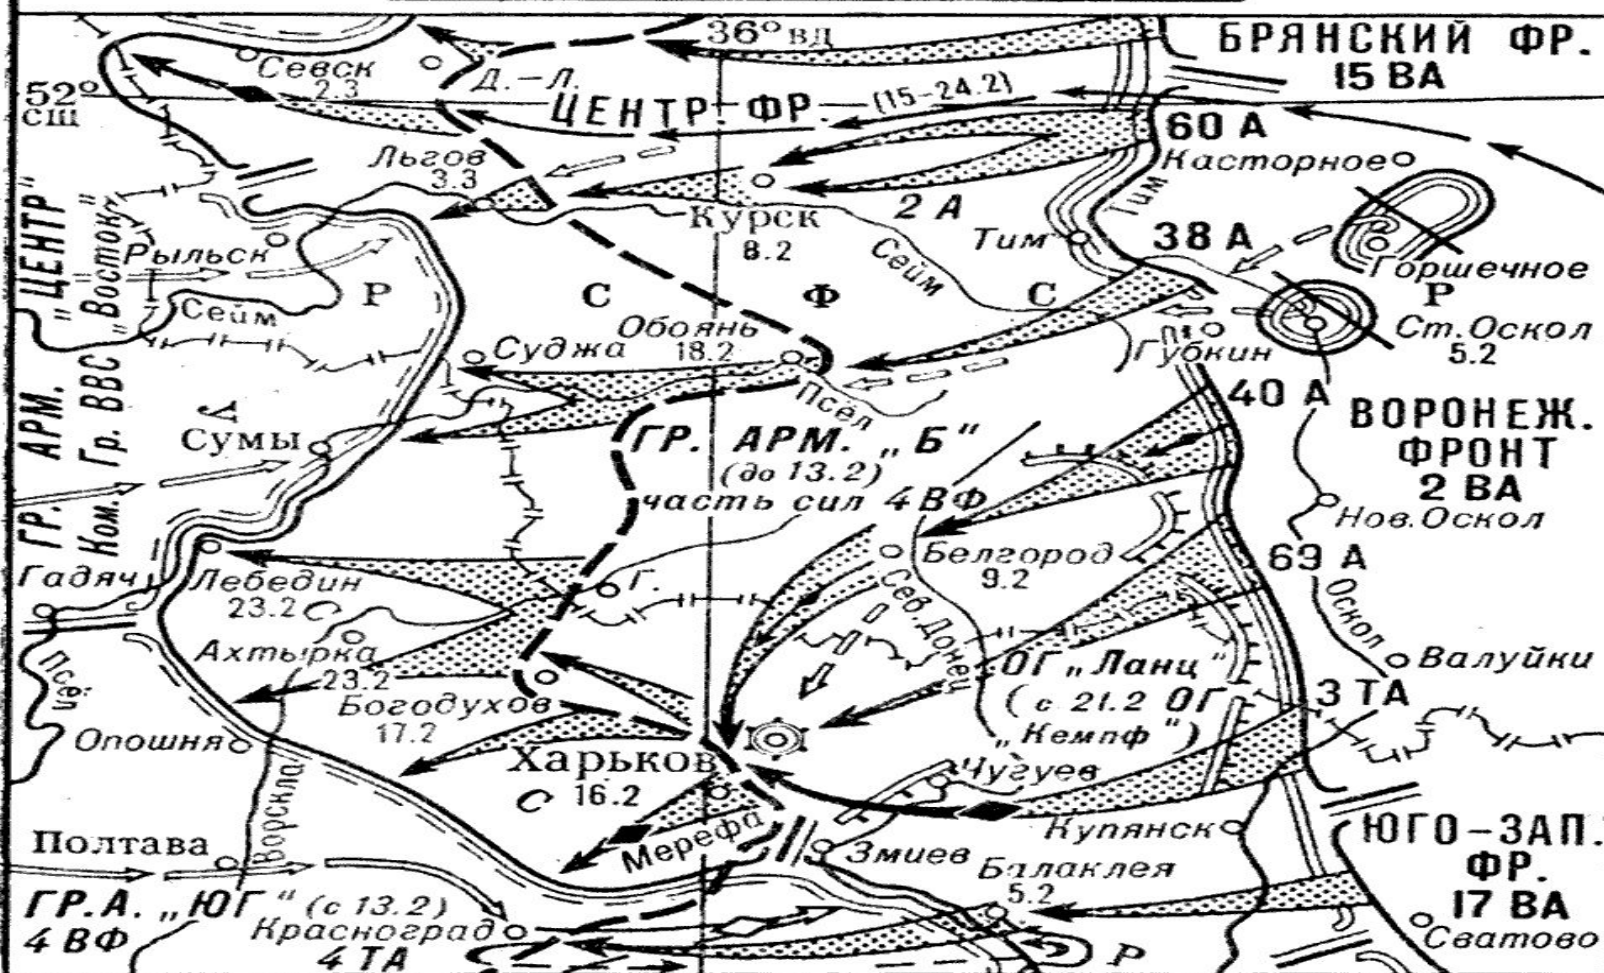 36° вд
БРЯНСКИЙ ФР.
15 ВА
Севск
2.3
Д.-Л.
52°
сш
ЦЕНТР. ФР. (15-24.2)
60 А
Касторное
Льгов
3.3
Тим
2 А
Курск
8.2
Сейм
Тим
38 А
Горшечное
ГР. АРМ. "ЦЕНТР"
Ком. Гр. ВВС "Восток"
Рыльск
Сейм
Р С Ф С Р
Обоянь
18.2
Суджа
Губкин
Ст.Оскол
5.2
40 А
Псёл
Сумы
ВОРОНЕЖ.
ФРОНТ
2 ВА
ГР. АРМ. „Б“
(до 13.2)
часть сил 4 ВФ
Нов.Оскол
Белгород
9.2
69 А
Гадяч
Лебедин
23.2
С
Г.
Сев. Донец
Оскол
Ахтырка
23.2
Псёл
ОГ „Ланц“
(с 21.2 ОГ
„Кемпф“)
Валуйки
3 ТА
Богодухов
17.2
Опошня
Харьков
16.2
С
Чугуев
Ворскла
Мерефа
Купянск
ЮГО-ЗАП.
ФР.
17 ВА
Полтава
Змиев
Балаклея
5.2
ГР.А. „ЮГ“ (с 13.2)
4 ВФ
Красноград
4 ТА
Р
Сватово